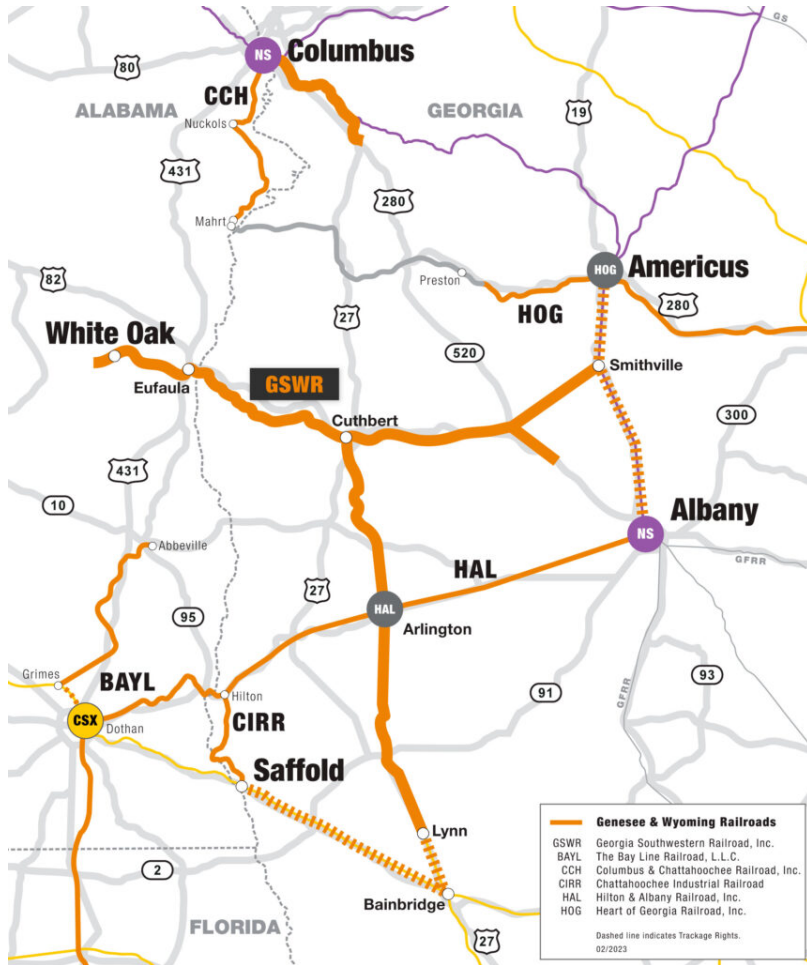 GS
NS
Columbus
80
CCH
ALABAMA
GEORGIA
19
Nuckols
431
280
Mahrt
HOG
Americus
Preston
82
HOG
280
27
White Oak
520
Smithville
Eufaula
GSWR
Cuthbert
300
431
10
Albany
NS
Abbeville
HAL
GFRR
27
HAL
95
Arlington
Grimes
BAYL
93
91
Hilton
GFRR
CSX
Dothan
CIRR
Saffold
Lynn
2
Bainbridge
FLORIDA
27
Genesee & Wyoming Railroads
GSWR Georgia Southwestern Railroad, Inc.
BAYL The Bay Line Railroad, L.L.C.
CCH Columbus & Chattahoochee Railroad, Inc.
CIRR Chattahoochee Industrial Railroad
HAL Hilton & Albany Railroad, Inc.
HOG Heart of Georgia Railroad, Inc.
Dashed line indicates Trackage Rights.
02/2023